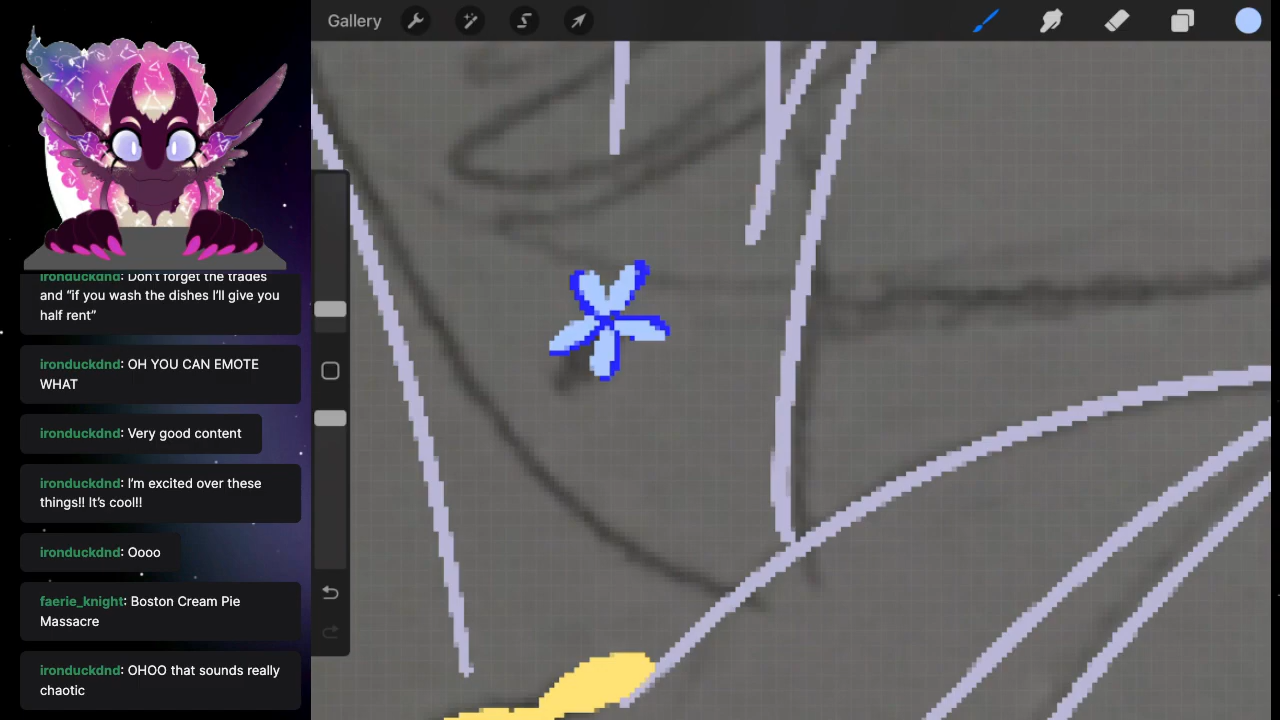 Gallery
ironduckdnd: Don't forget the trades
and “if you wash the dishes I’ll give you
half rent”
ironduckdnd: OH YOU CAN EMOTE
WHAT
ironduckdnd: Very good content
ironduckdnd: I’m excited over these
things!! It’s cool!!
ironduckdnd: Oooo
faerie_knight: Boston Cream Pie
Massacre
ironduckdnd: OHOO that sounds really
chaotic